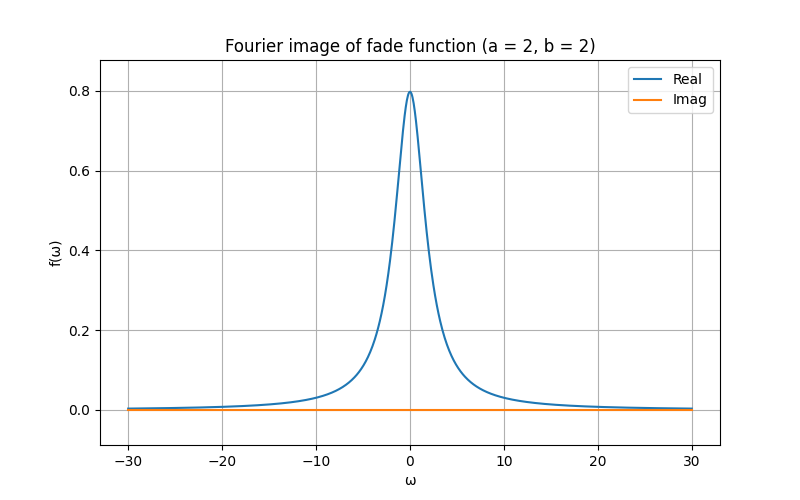 Fourier image of fade function (a = 2, b = 2)
Real
Imag
0.8
0.6
0.4
0.2
0.0
f(ω)
−30
−20
−10
0
10
20
30
ω